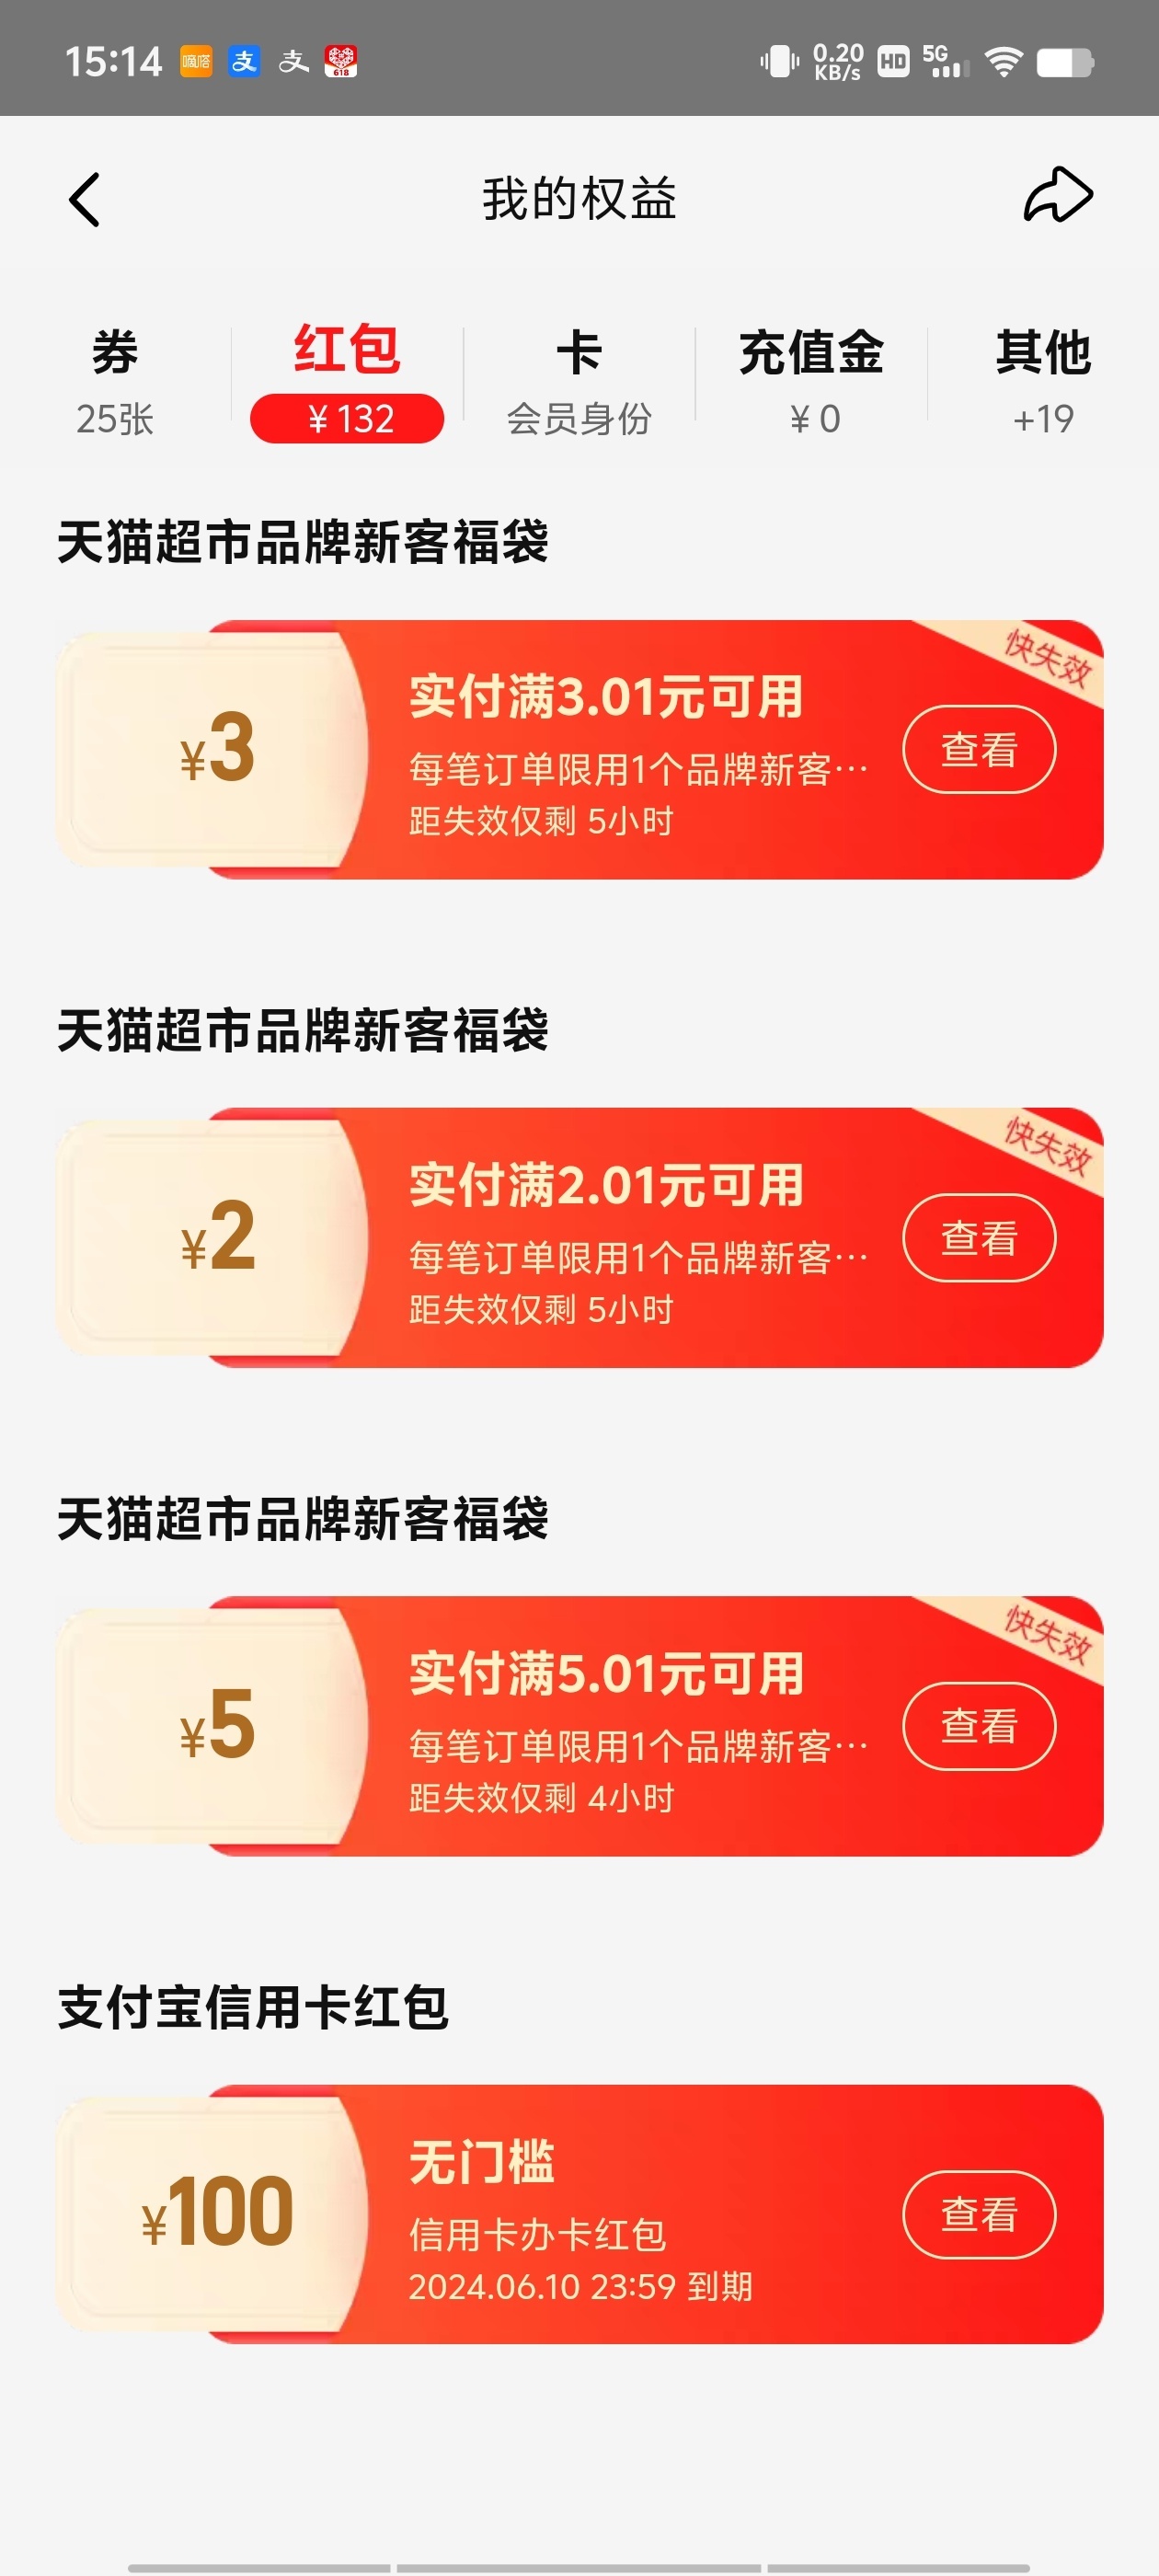 15:14 嘀嗒 支 支 618 0.20 KB/s HD 5G
我的权益
券 红包 卡 充值金 其他
25张 ¥ 132 会员身份 ¥ 0 +19
天猫超市品牌新客福袋
快失效
实付满3.01元可用
¥3 查看
每笔订单限用1个品牌新客…
距失效仅剩 5小时
天猫超市品牌新客福袋
快失效
实付满2.01元可用
¥2 查看
每笔订单限用1个品牌新客…
距失效仅剩 5小时
天猫超市品牌新客福袋
快失效
实付满5.01元可用
¥5 查看
每笔订单限用1个品牌新客…
距失效仅剩 4小时
支付宝信用卡红包
无门槛
¥100 查看
信用卡办卡红包
2024.06.10 23:59 到期